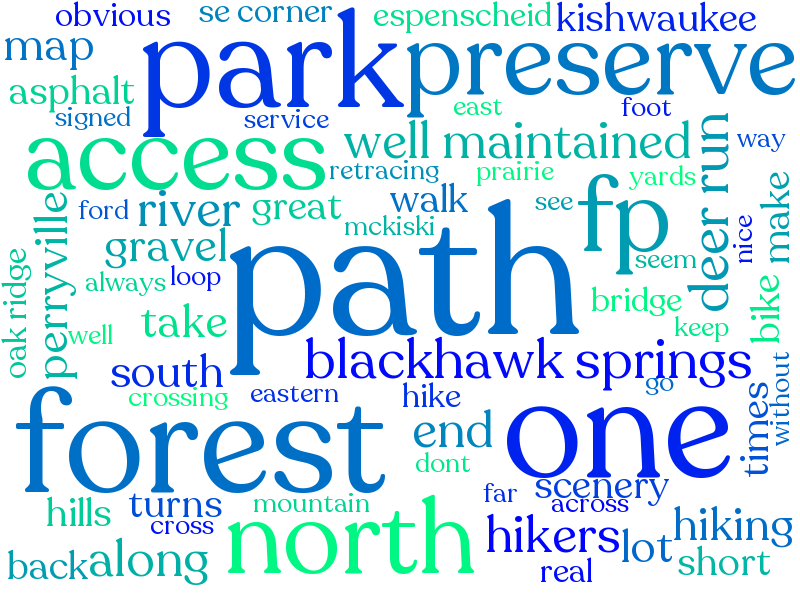 obvious
se corner
espenscheid
kishwaukee
map
park
preserve
asphalt
signed
service
east
foot
access
well maintained
way
retracing
prairie
yards
deer run
ford
river
great
walk
see
fp
mckiski
perryville
gravel
path
seem
nice
make
oak ridge
always
loop
bridge
bike
well
take
keep
south
blackhawk springs
crossing
eastern
hike
go
without
forest
one
end
times
dont
scenery
hills
turns
mountain
far
across
cross
north
hikers
lot
hiking
back
along
real
short